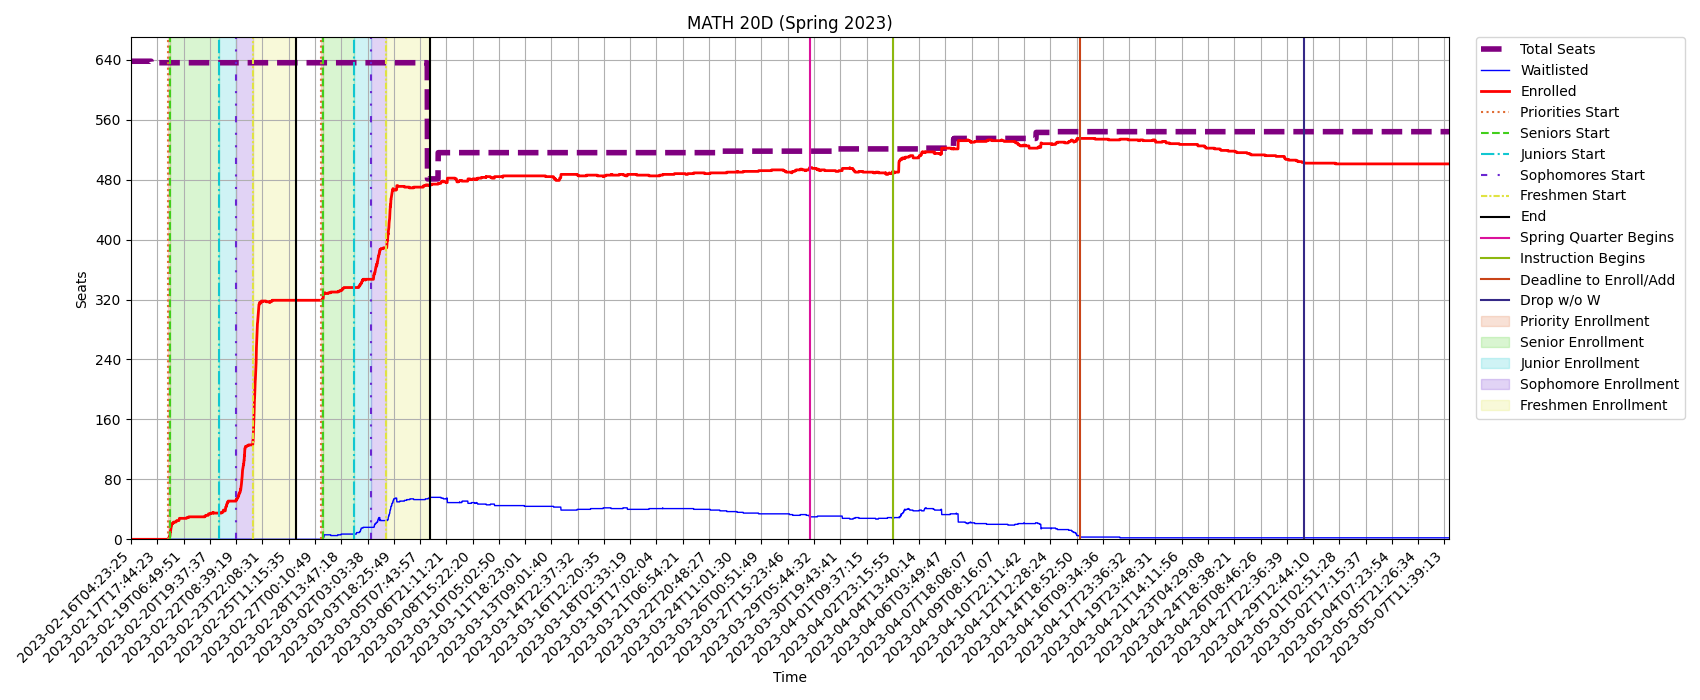 MATH 20D (Spring 2023)
Seats
640
560
480
400
320
240
160
80
0
2023-02-16T04:23:25
2023-02-17T17:44:23
2023-02-19T06:49:51
2023-02-20T19:37:37
2023-02-22T08:39:19
2023-02-23T22:08:31
2023-02-25T11:15:35
2023-02-27T00:10:49
2023-02-28T13:47:18
2023-03-02T03:03:38
2023-03-03T18:25:49
2023-03-05T07:43:57
2023-03-06T21:11:21
2023-03-08T15:22:20
2023-03-10T05:02:50
2023-03-11T18:23:01
2023-03-13T09:01:40
2023-03-14T22:37:32
2023-03-16T12:20:35
2023-03-18T02:33:19
2023-03-19T17:02:04
2023-03-21T06:54:21
2023-03-22T20:48:27
2023-03-24T11:01:30
2023-03-26T00:51:49
2023-03-27T15:23:46
2023-03-29T05:44:32
2023-03-30T19:43:41
2023-04-01T09:37:15
2023-04-02T23:15:55
2023-04-04T13:40:14
2023-04-06T03:49:47
2023-04-07T18:08:07
2023-04-09T08:16:07
2023-04-10T22:11:42
2023-04-12T12:28:24
2023-04-14T18:52:50
2023-04-16T09:34:36
2023-04-17T23:36:32
2023-04-19T23:48:31
2023-04-21T14:11:56
2023-04-23T04:29:08
2023-04-24T18:38:21
2023-04-26T08:46:26
2023-04-27T22:36:39
2023-04-29T12:44:10
2023-05-01T02:51:28
2023-05-02T17:15:37
2023-05-04T07:23:54
2023-05-05T21:26:34
2023-05-07T11:39:13
Time
Total Seats
Waitlisted
Enrolled
Priorities Start
Seniors Start
Juniors Start
Sophomores Start
Freshmen Start
End
Spring Quarter Begins
Instruction Begins
Deadline to Enroll/Add
Drop w/o W
Priority Enrollment
Senior Enrollment
Junior Enrollment
Sophomore Enrollment
Freshmen Enrollment